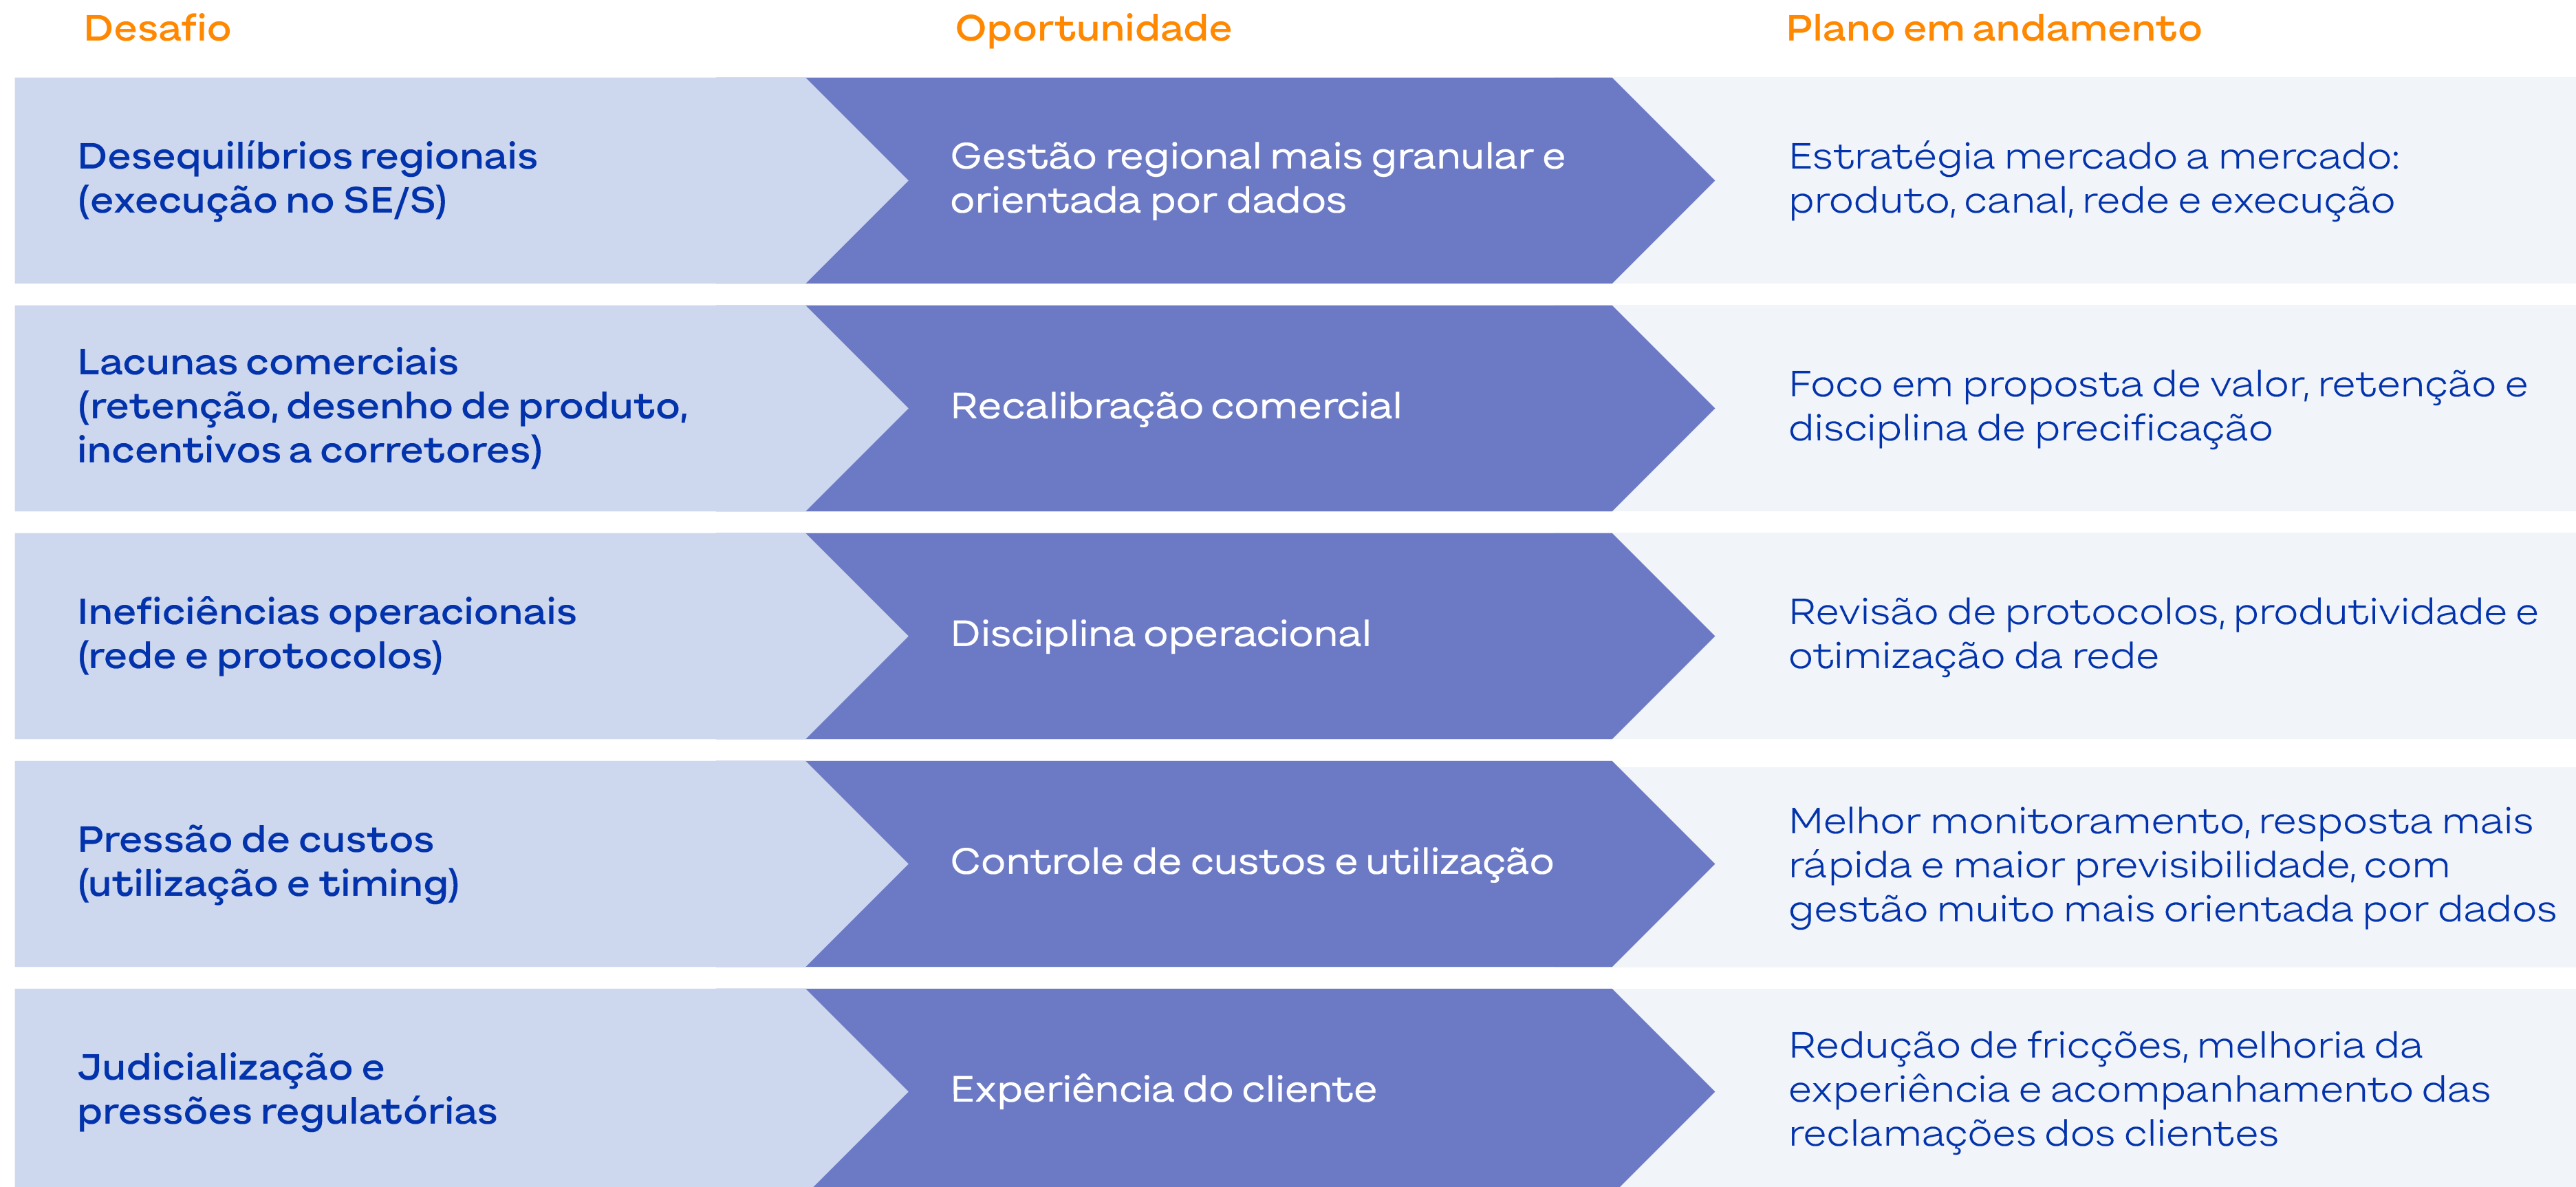 Desafio
Oportunidade
Plano em andamento
Desequilíbrios regionais
(execução no SE/S)
Gestão regional mais granular e
orientada por dados
Estratégia mercado a mercado:
produto, canal, rede e execução
Lacunas comerciais
(retenção, desenho de produto,
incentivos a corretores)
Recalibração comercial
Foco em proposta de valor, retenção e
disciplina de precificação
Ineficiências operacionais
(rede e protocolos)
Disciplina operacional
Revisão de protocolos, produtividade e
otimização da rede
Pressão de custos
(utilização e timing)
Controle de custos e utilização
Melhor monitoramento, resposta mais
rápida e maior previsibilidade, com
gestão muito mais orientada por dados
Judicialização e
pressões regulatórias
Experiência do cliente
Redução de fricções, melhoria da
experiência e acompanhamento das
reclamações dos clientes